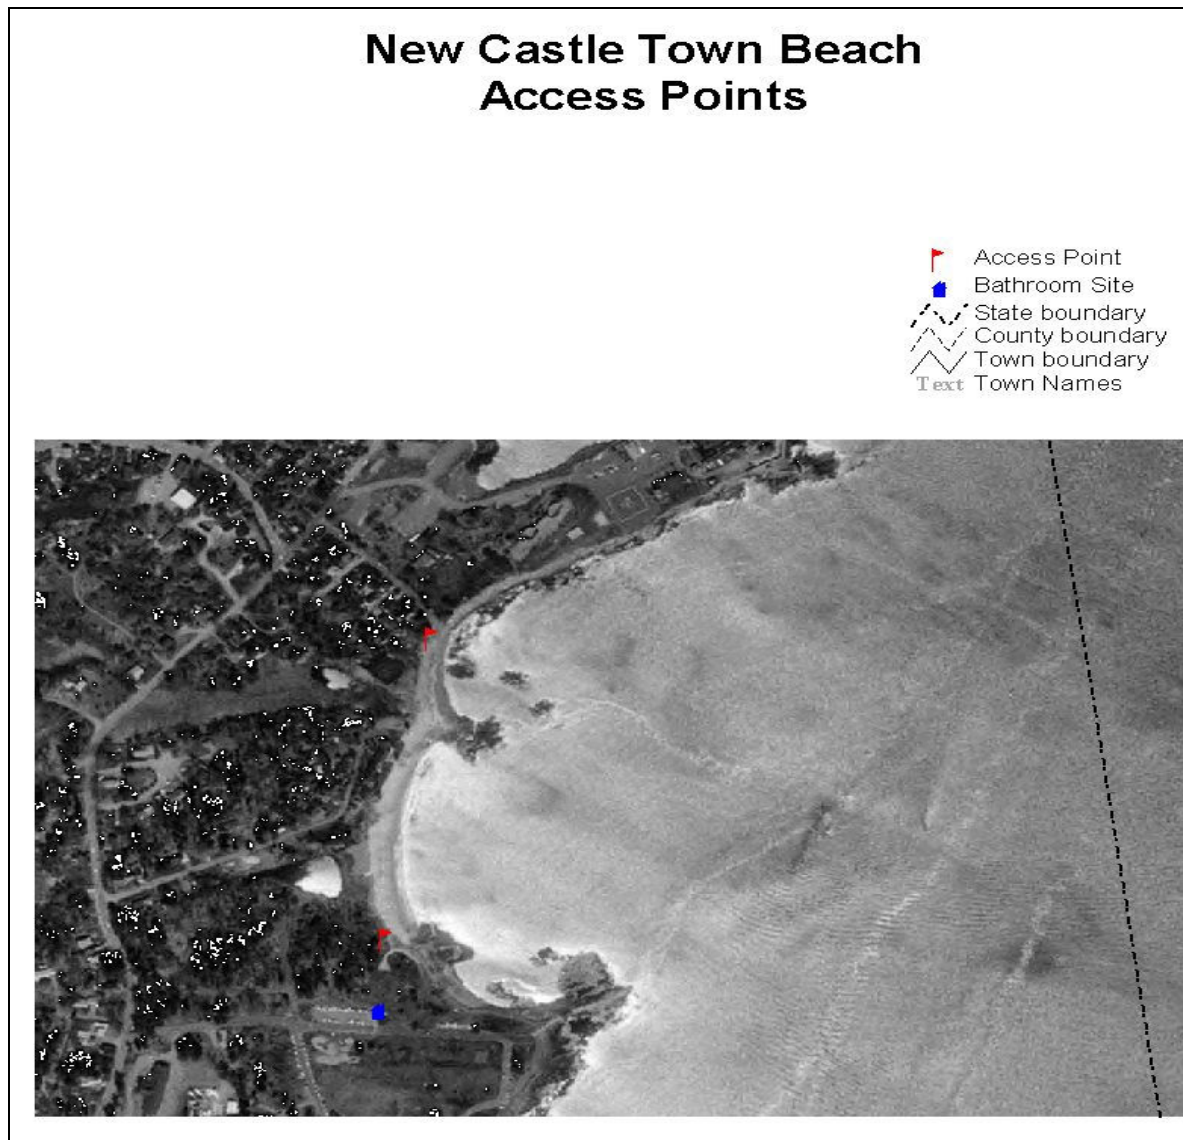 New Castle Town Beach
Access Points
Access Point
Bathroom Site
State boundary
County boundary
Town boundary
Text Town Names